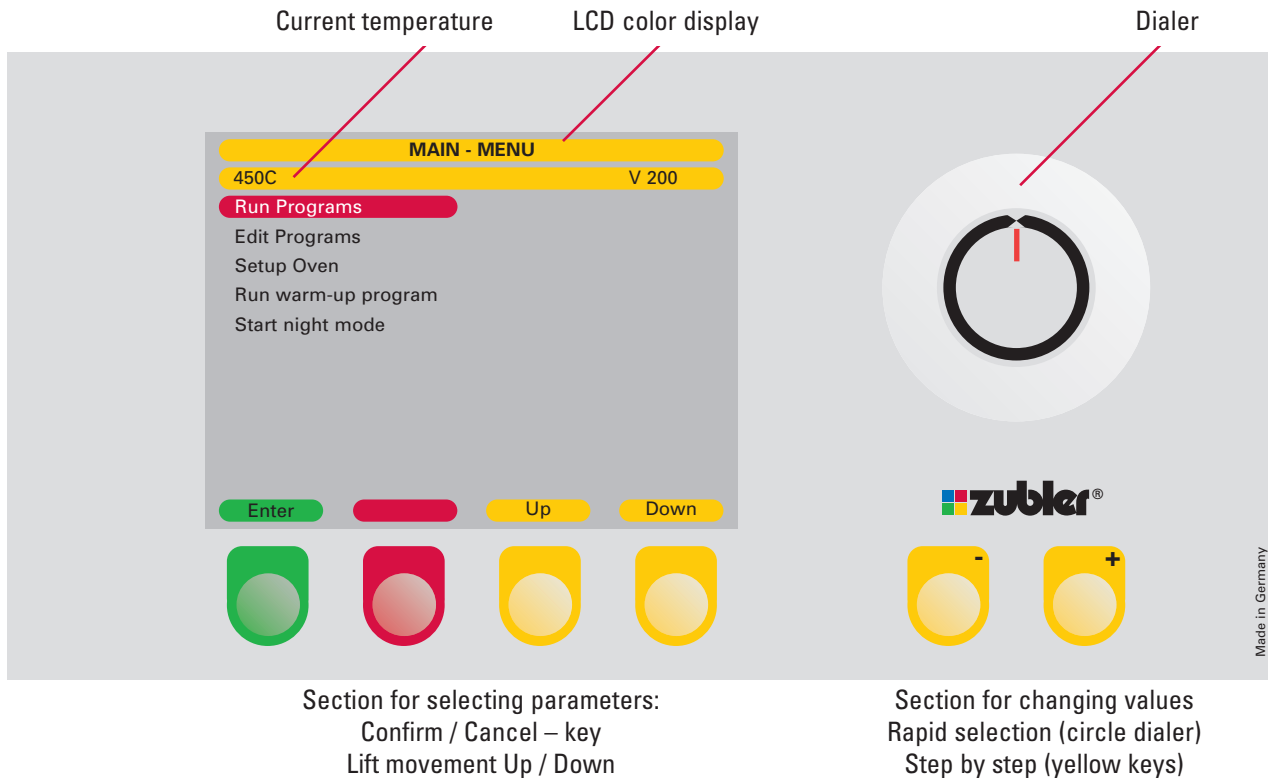 Current temperature
LCD color display
Dialer
MAIN - MENU
450C
V 200
Run Programs
Edit Programs
Setup Oven
Run warm-up program
Start night mode
Enter
Up
Down
zubler®
-
+
Made in Germany
Section for selecting parameters:
Confirm / Cancel – key
Lift movement Up / Down
Section for changing values
Rapid selection (circle dialer)
Step by step (yellow keys)